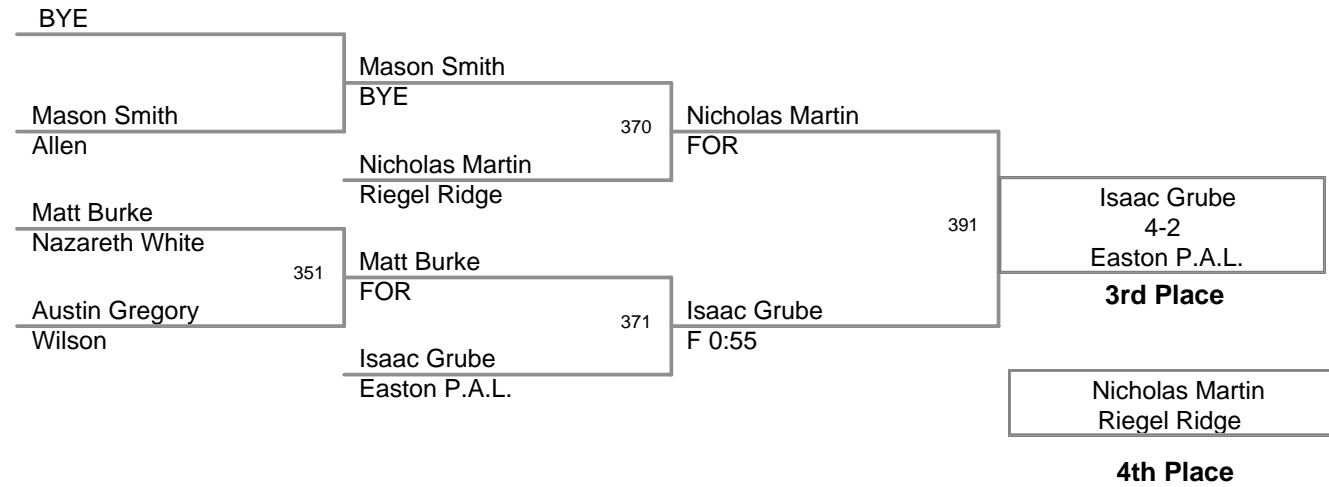 BYE
Mason Smith
Allen
Matt Burke
Nazareth White
351
Austin Gregory
Wilson
Mason Smith
BYE
370
Nicholas Martin
Riegel Ridge
Matt Burke
FOR
371
Isaac Grube
Easton P.A.L.
Nicholas Martin
FOR
391
Isaac Grube
F 0:55
Isaac Grube
4-2
Easton P.A.L.
3rd Place
Nicholas Martin
Riegel Ridge
4th Place